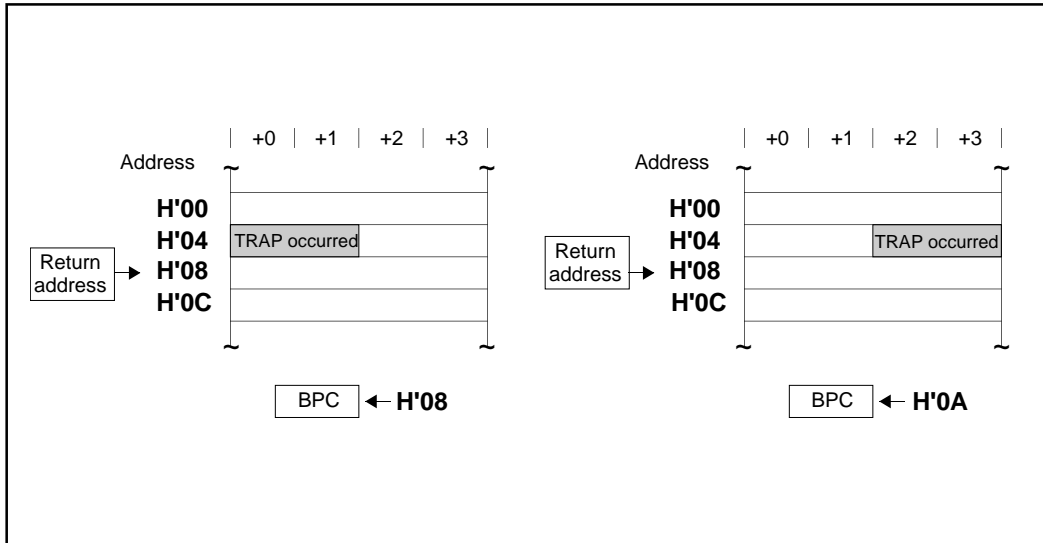 | +0 | +1 | +2 | +3 |
Address
~ ~
H'00
H'04 TRAP occurred
Return
address
H'08
H'0C
~ ~
BPC ← H'08
| +0 | +1 | +2 | +3 |
Address
~ ~
H'00
H'04 TRAP occurred
Return
address
H'08
H'0C
~ ~
BPC ← H'0A